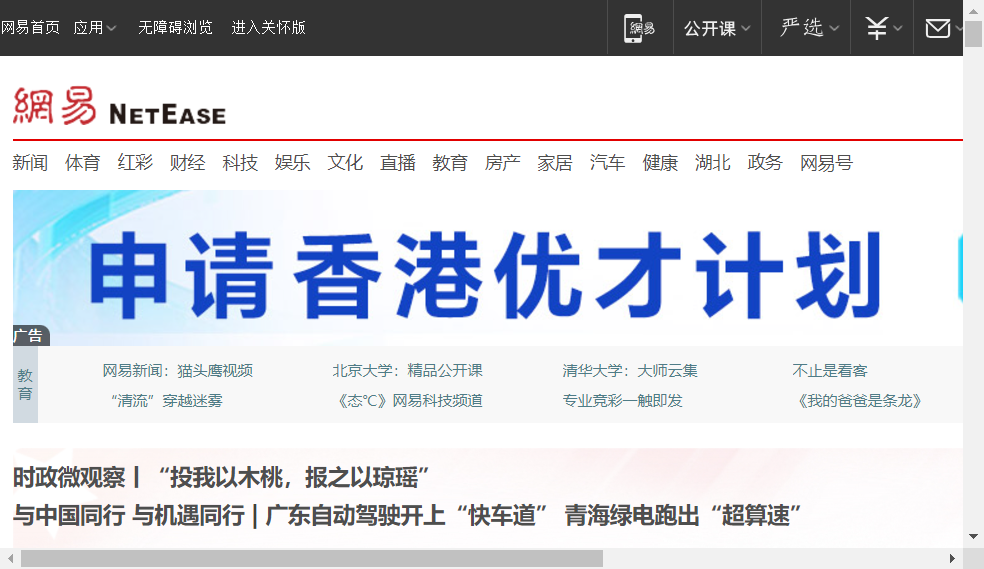 网易首页 应用 无障碍浏览 进入关怀版 網易 公开课 严选
網易 NETEASE
新闻 体育 红彩 财经 科技 娱乐 文化 直播 教育 房产 家居 汽车 健康 湖北 政务 网易号
申请香港优才计划
广告
教育
网易新闻：猫头鹰视频 北京大学：精品公开课 清华大学：大师云集 不止是看客
“清流”穿越迷雾 《态℃》网易科技频道 专业竞彩一触即发 《我的爸爸是条龙》
时政微观察丨“投我以木桃，报之以琼瑶”
与中国同行 与机遇同行 | 广东自动驾驶开上“快车道” 青海绿电跑出“超算速”